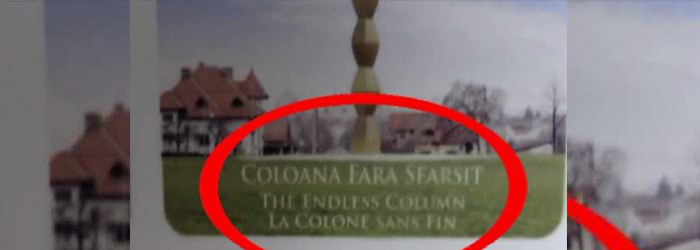 COLOANA FARA SFARSIT
THE ENDLESS COLUMN
LA COLONE SANS FIN